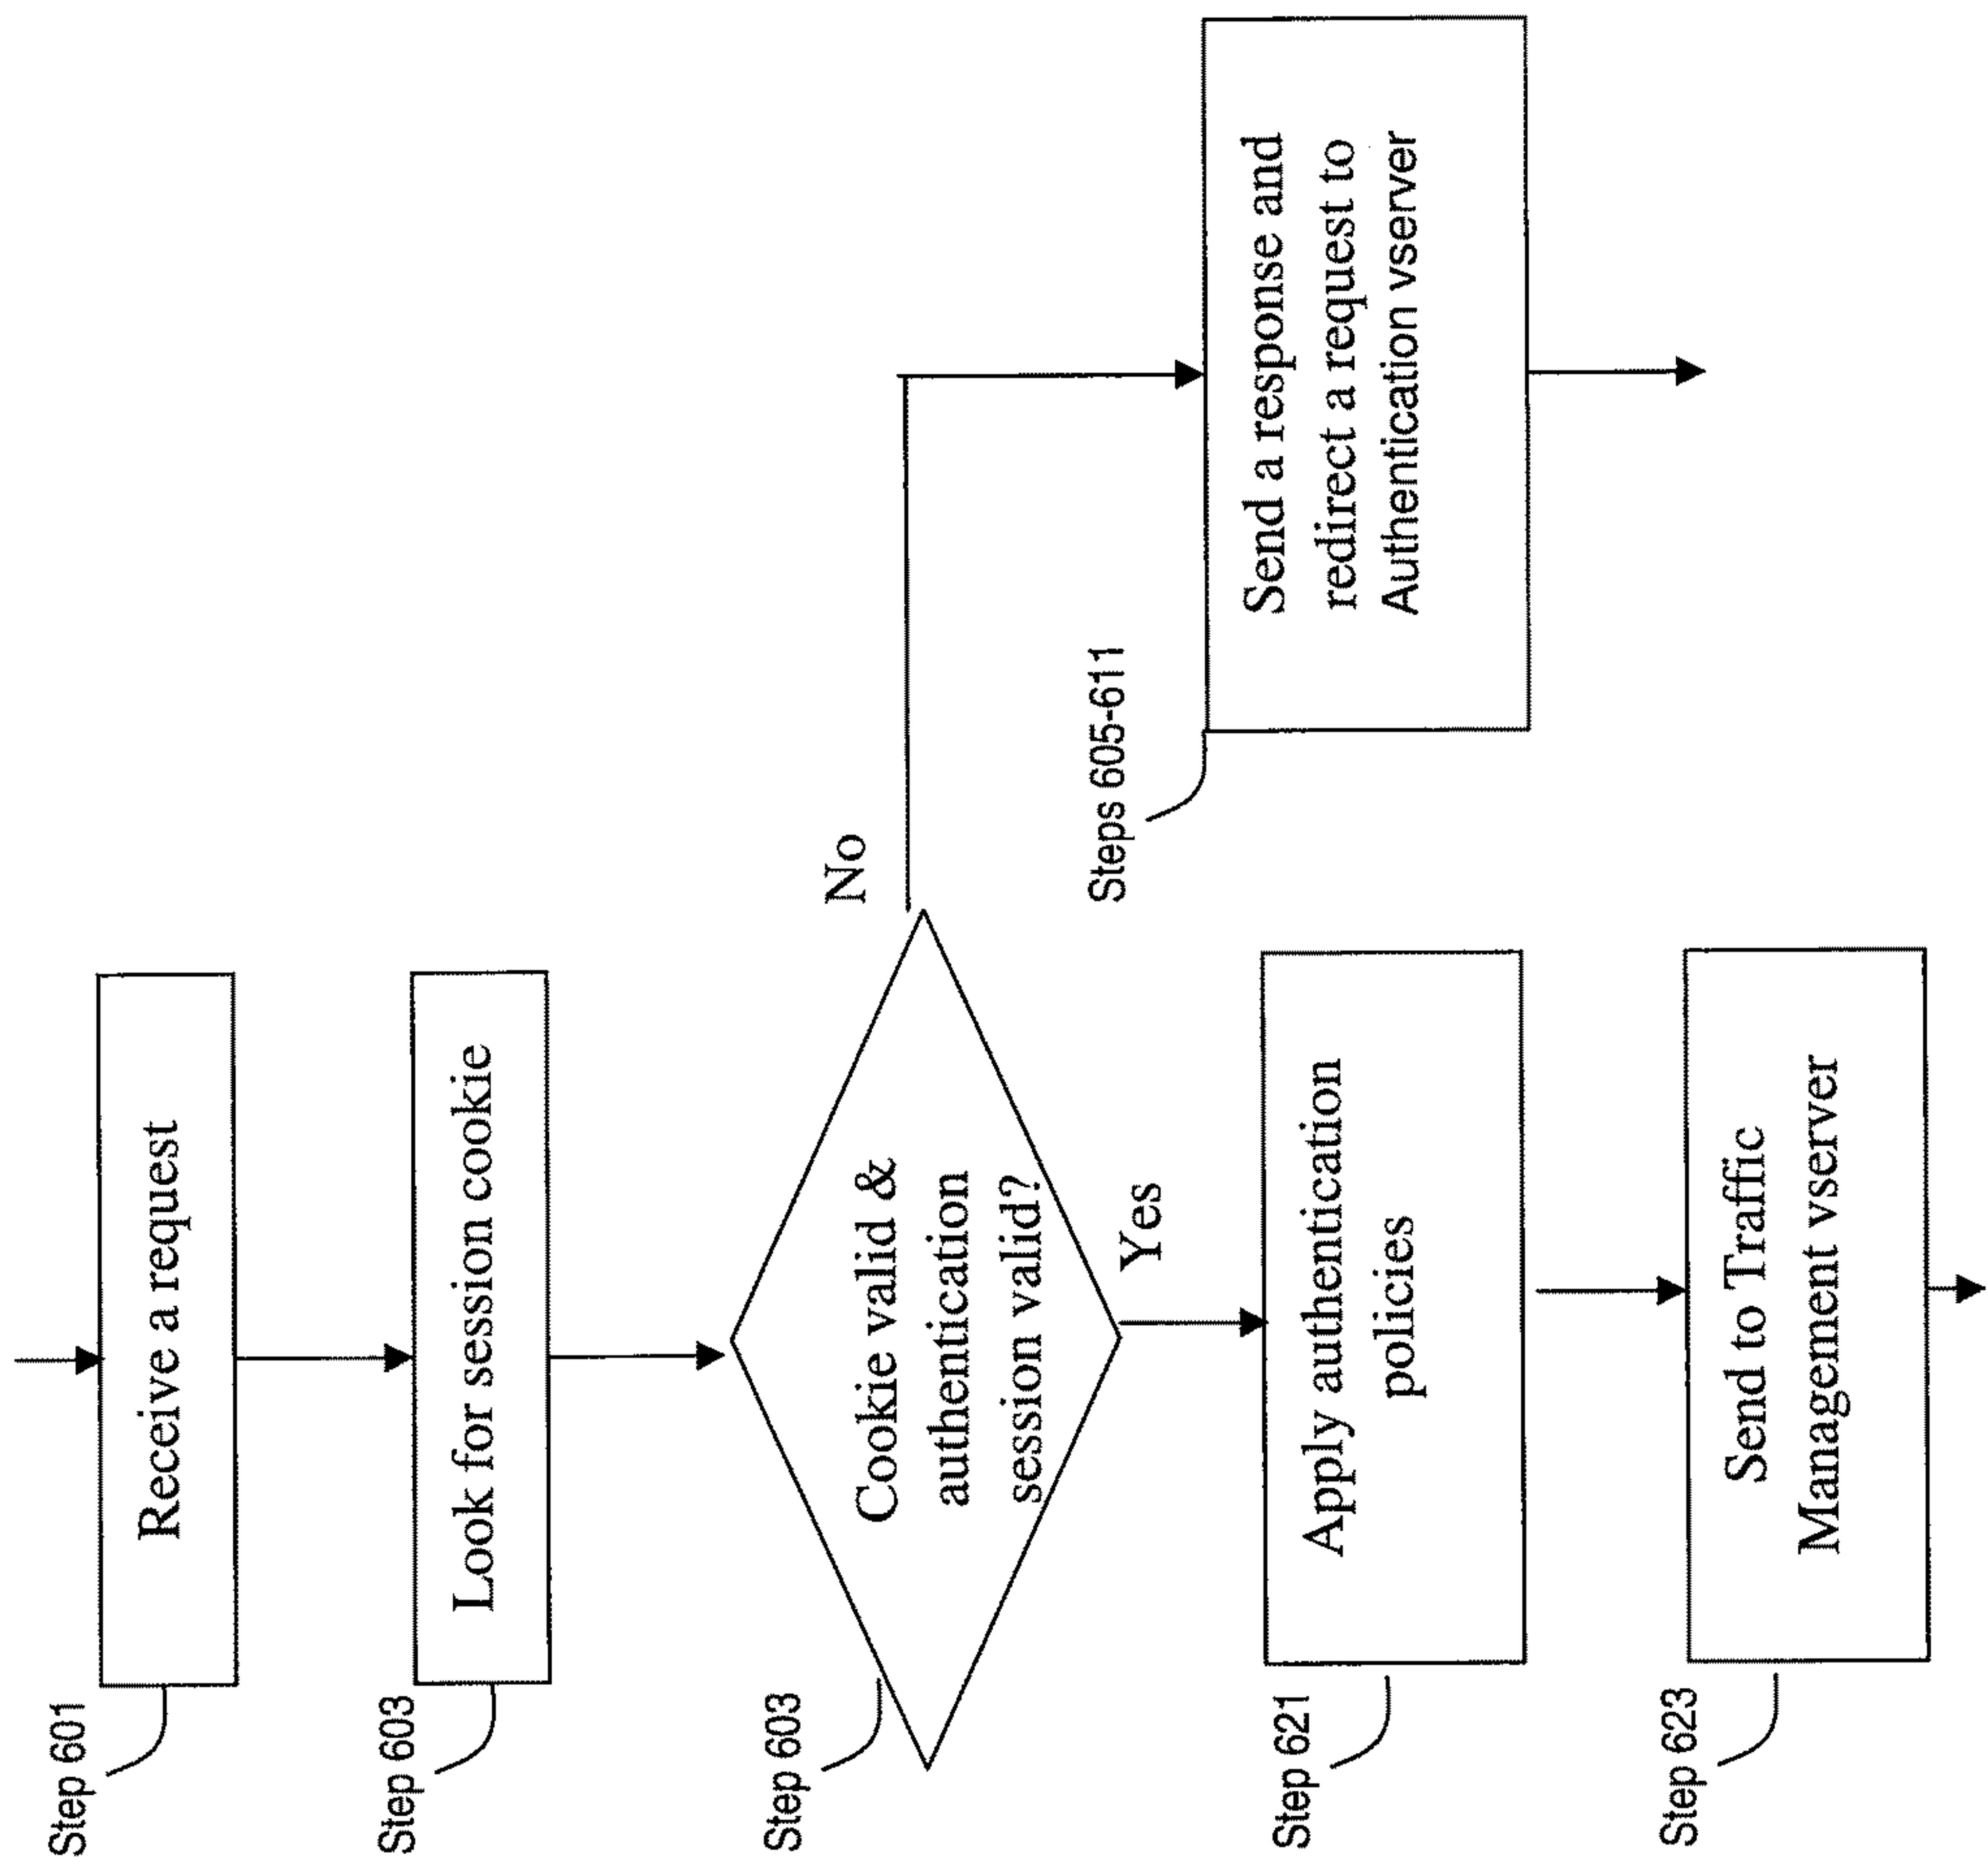 Step 601
Receive a request
Step 603
Look for session cookie
Step 603
Cookie valid &
authentication
session valid?
No
Yes
Steps 605-611
Send a response and
redirect a request to
Authentication vserver
Step 621
Apply authentication
policies
Step 623
Send to Traffic
Management vserver